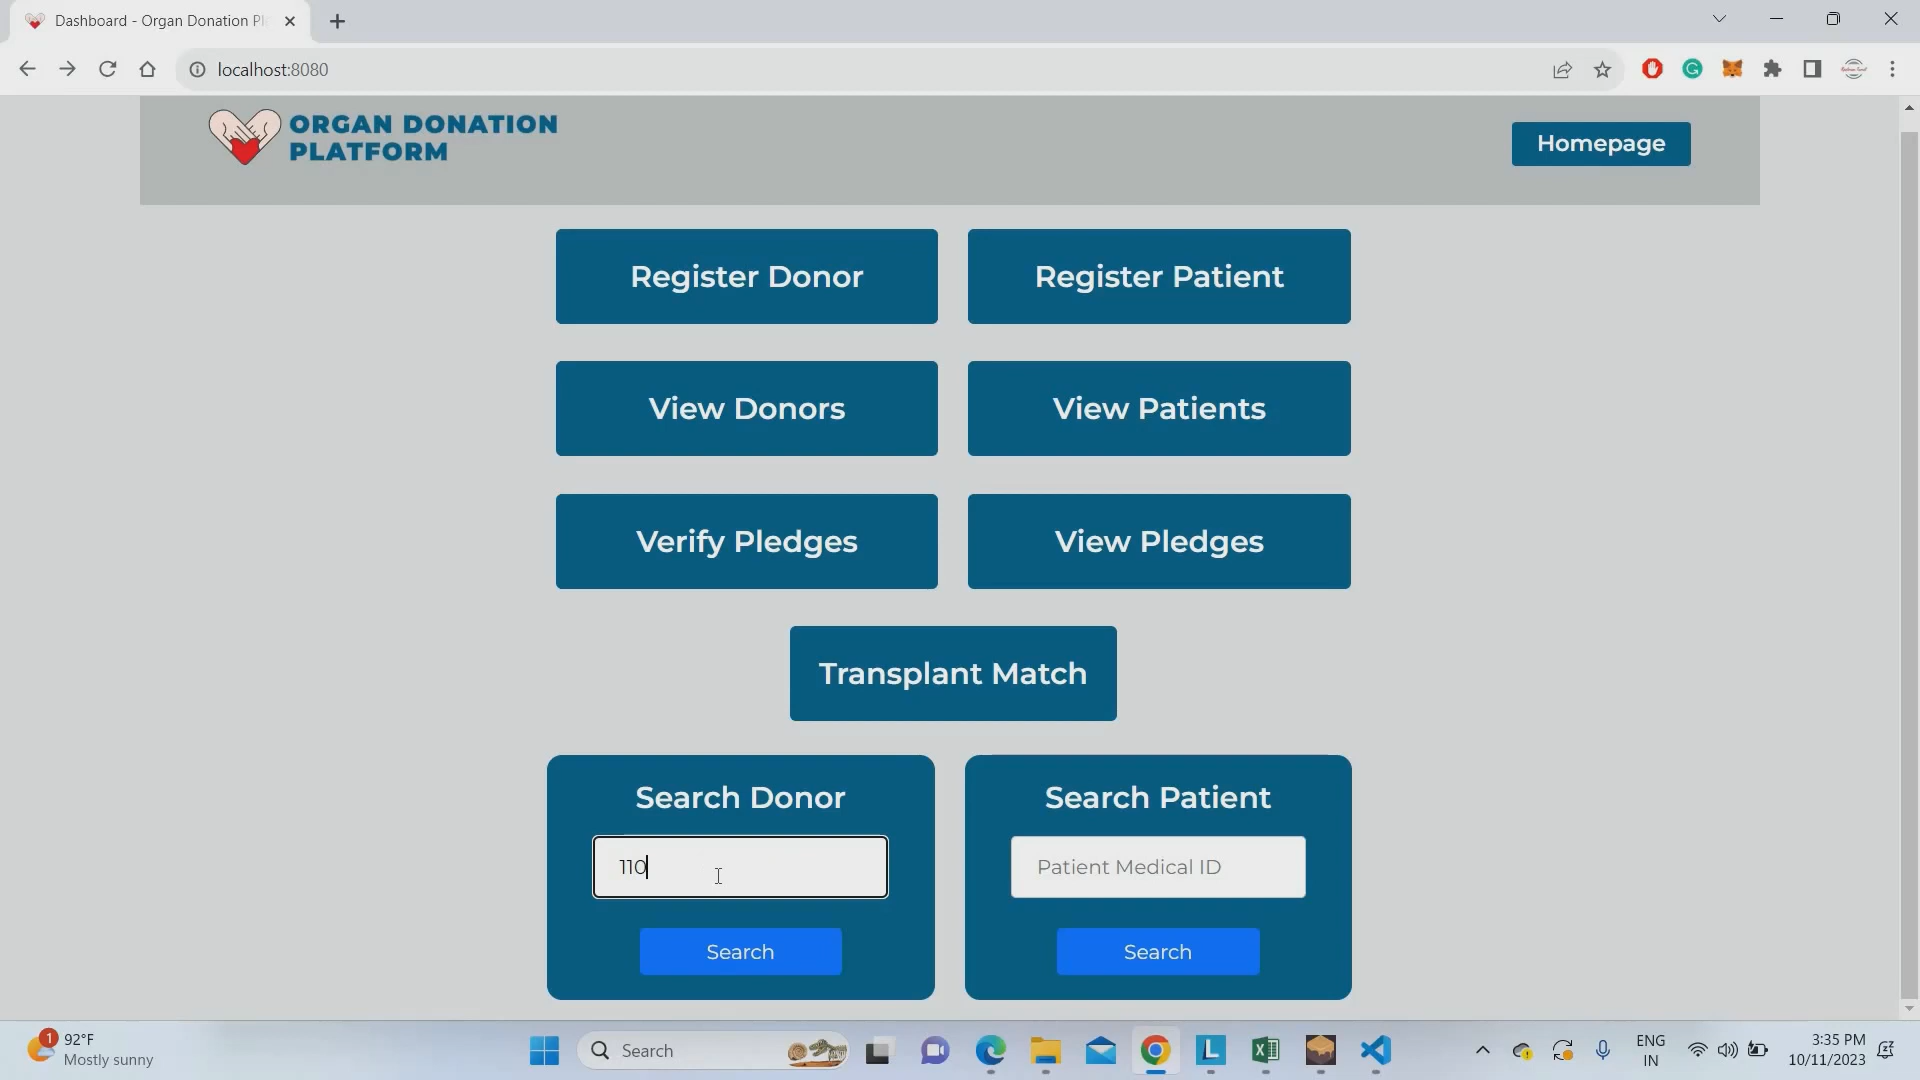 Dashboard - Organ Donation Pl
localhost:8080
ORGAN DONATION
PLATFORM
Homepage
Register Donor
Register Patient
View Donors
View Patients
Verify Pledges
View Pledges
Transplant Match
Search Donor
Search Patient
110
Patient Medical ID
Search
Search
1
92°F
Mostly sunny
Search
ENG
IN
3:35 PM
10/11/2023